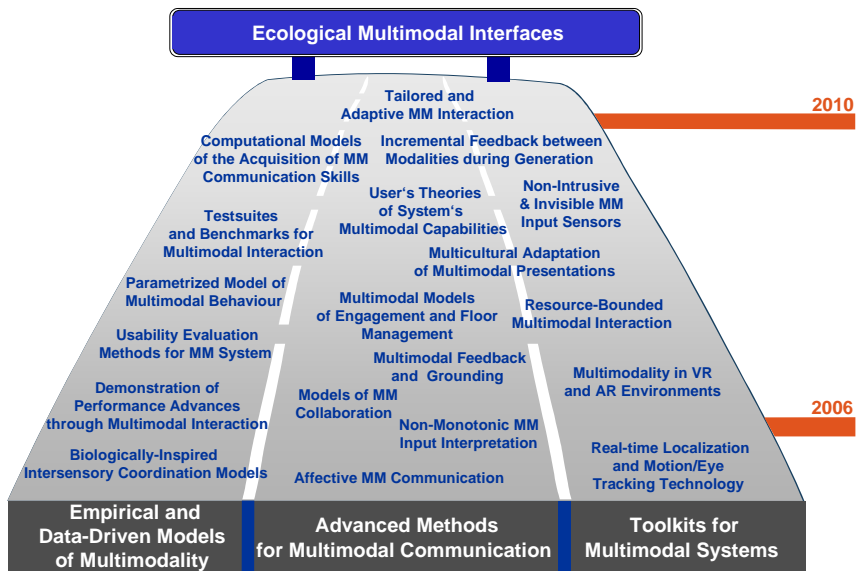 Ecological Multimodal Interfaces
2010
Tailored and
Adaptive MM Interaction
Computational Models
of the Acquisition of MM
Communication Skills
Incremental Feedback between
Modalities during Generation
User‘s Theories
of System‘s
Multimodal Capabilities
Non-Intrusive
& Invisible MM
Input Sensors
Testsuites
and Benchmarks for
Multimodal Interaction
Multicultural Adaptation
of Multimodal Presentations
Parametrized Model of
Multimodal Behaviour
Multimodal Models
of Engagement and Floor
Management
Resource-Bounded
Multimodal Interaction
Usability Evaluation
Methods for MM System
Multimodal Feedback
and Grounding
Multimodality in VR
and AR Environments
Demonstration of
Performance Advances
through Multimodal Interaction
Models of MM
Collaboration
2006
Non-Monotonic MM
Input Interpretation
Biologically-Inspired
Intersensory Coordination Models
Affective MM Communication
Real-time Localization
and Motion/Eye
Tracking Technology
Empirical and
Data-Driven Models
of Multimodality
Advanced Methods
for Multimodal Communication
Toolkits for
Multimodal Systems